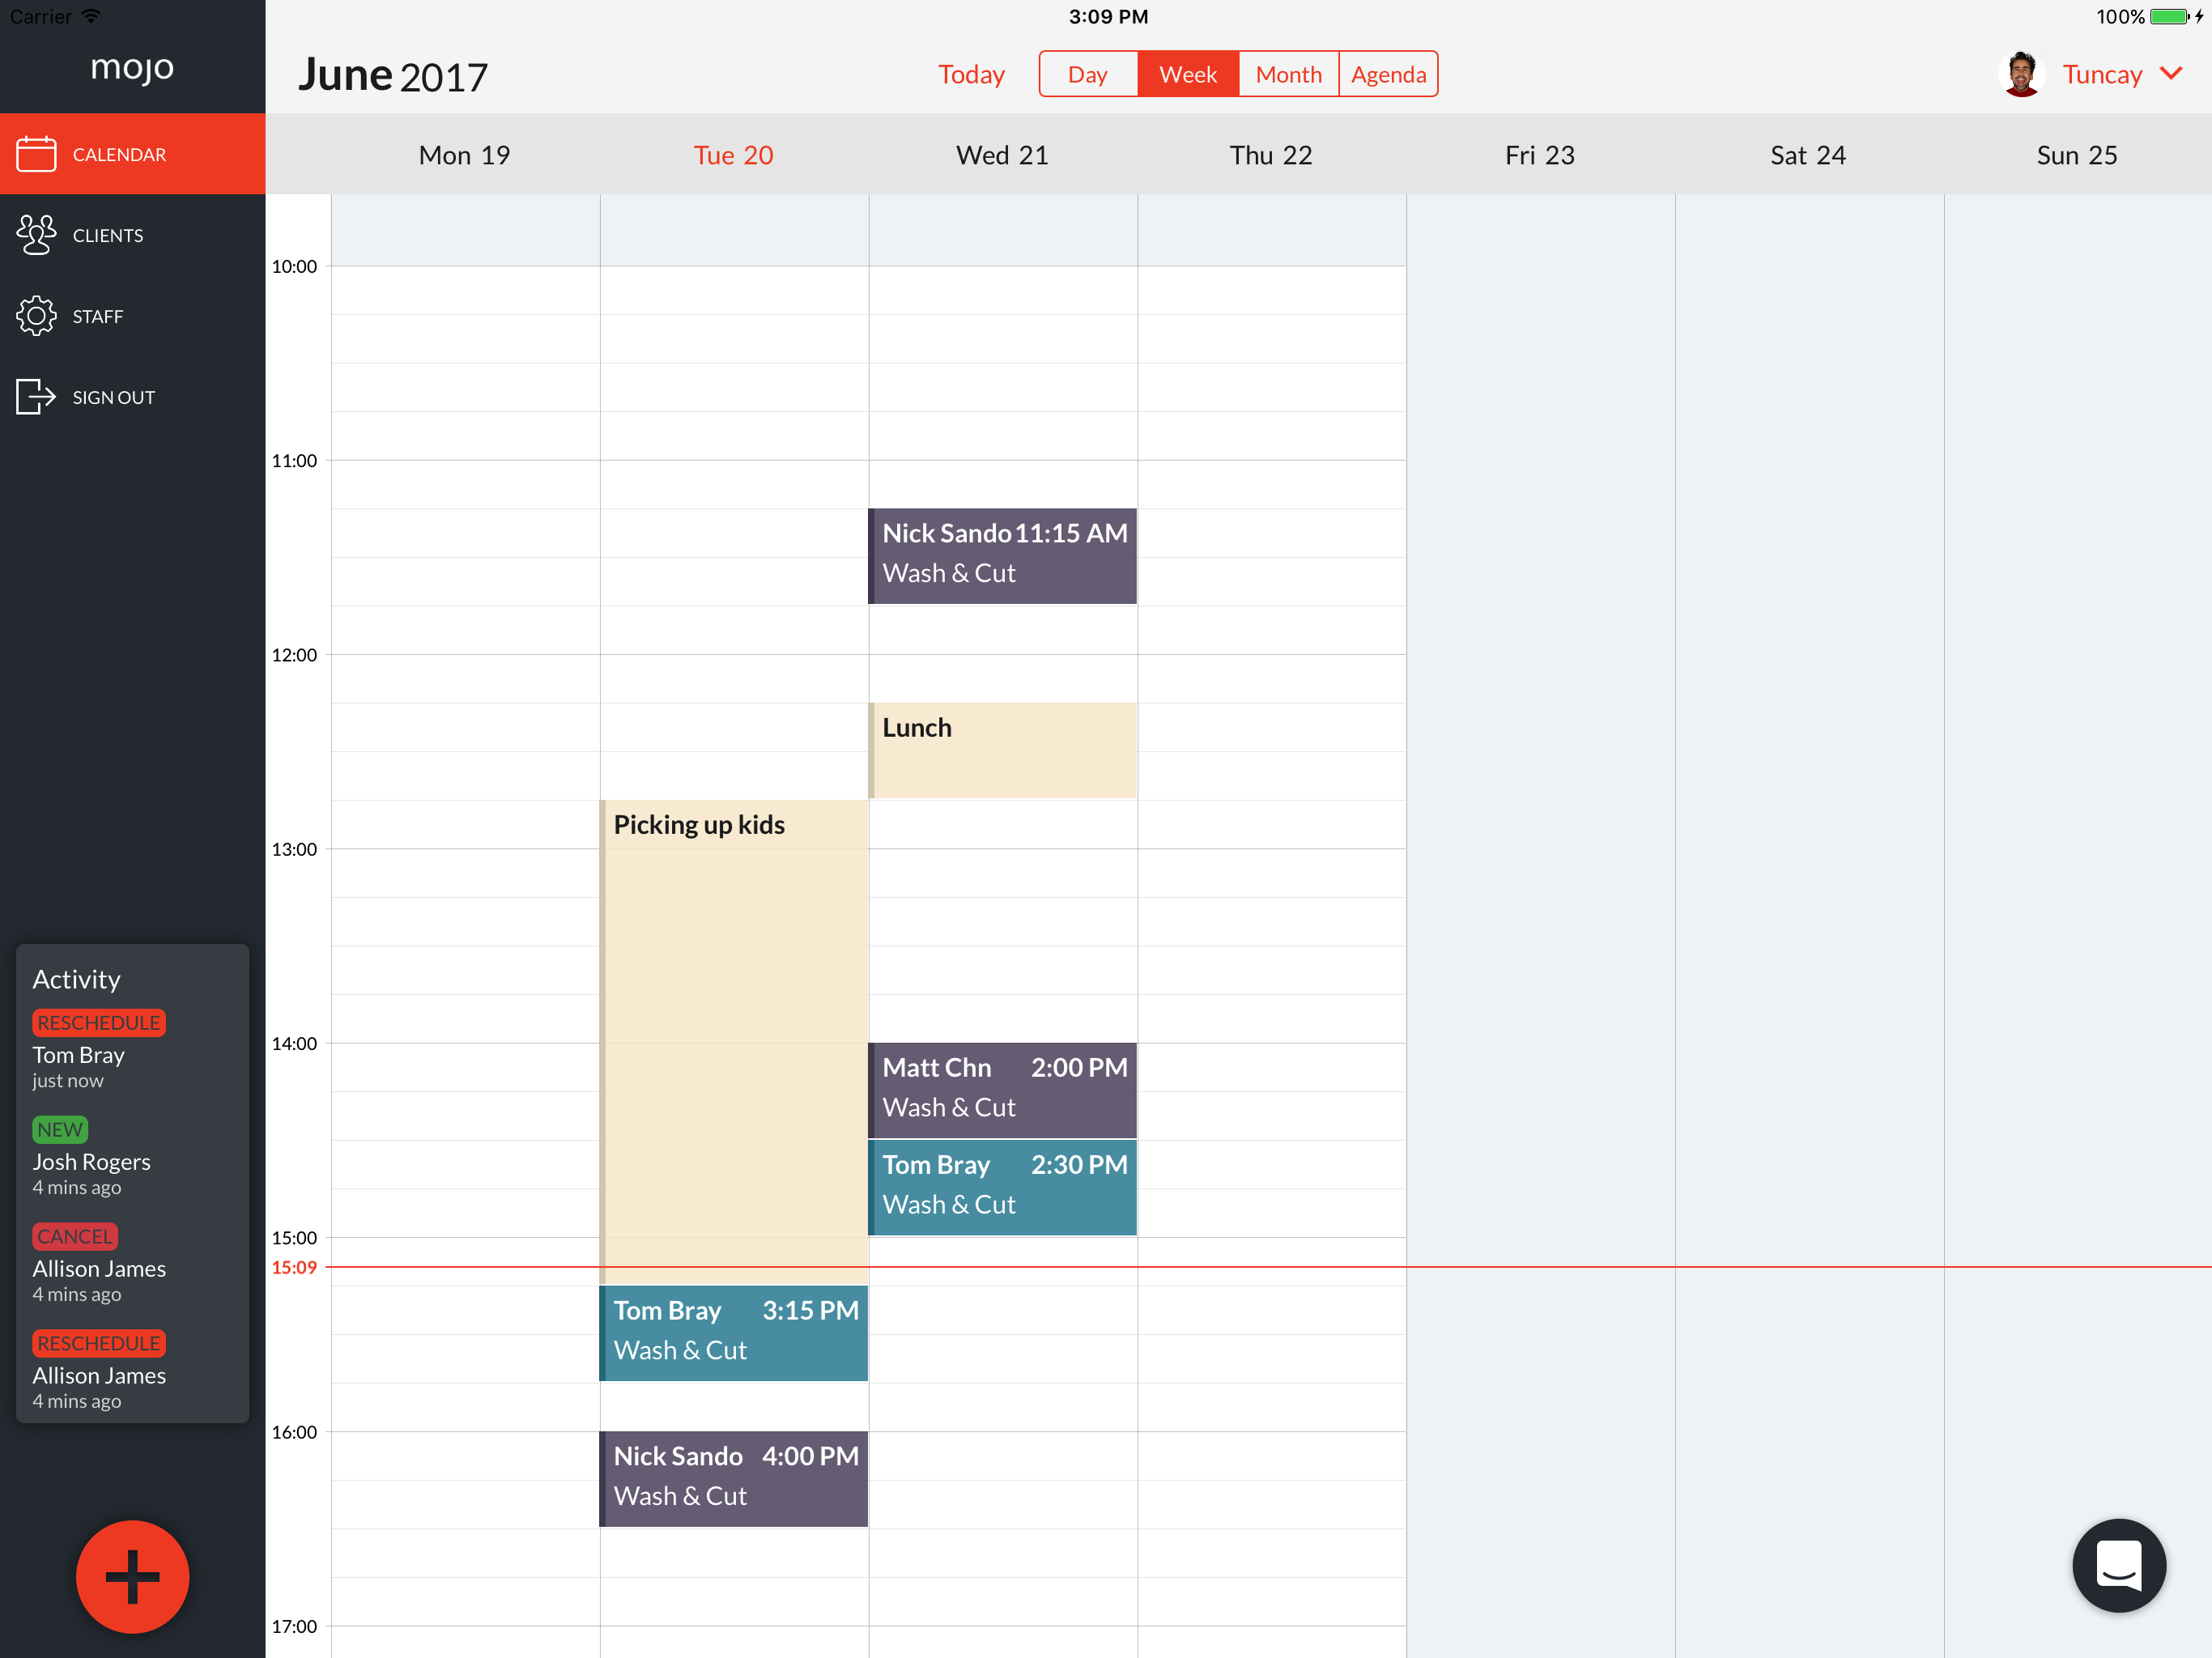 Carrier
3:09 PM
100%
mojo
June 2017
Today
Day
Week
Month
Agenda
Tuncay
CALENDAR
CLIENTS
STAFF
SIGN OUT
Mon 19
Tue 20
Wed 21
Thu 22
Fri 23
Sat 24
Sun 25
10:00
11:00
12:00
13:00
14:00
15:00
15:09
16:00
17:00
Picking up kids
Tom Bray 3:15 PM
Wash & Cut
Nick Sando 4:00 PM
Wash & Cut
Nick Sando 11:15 AM
Wash & Cut
Lunch
Matt Chn 2:00 PM
Wash & Cut
Tom Bray 2:30 PM
Wash & Cut
Activity
RESCHEDULE
Tom Bray
just now
NEW
Josh Rogers
4 mins ago
CANCEL
Allison James
4 mins ago
RESCHEDULE
Allison James
4 mins ago